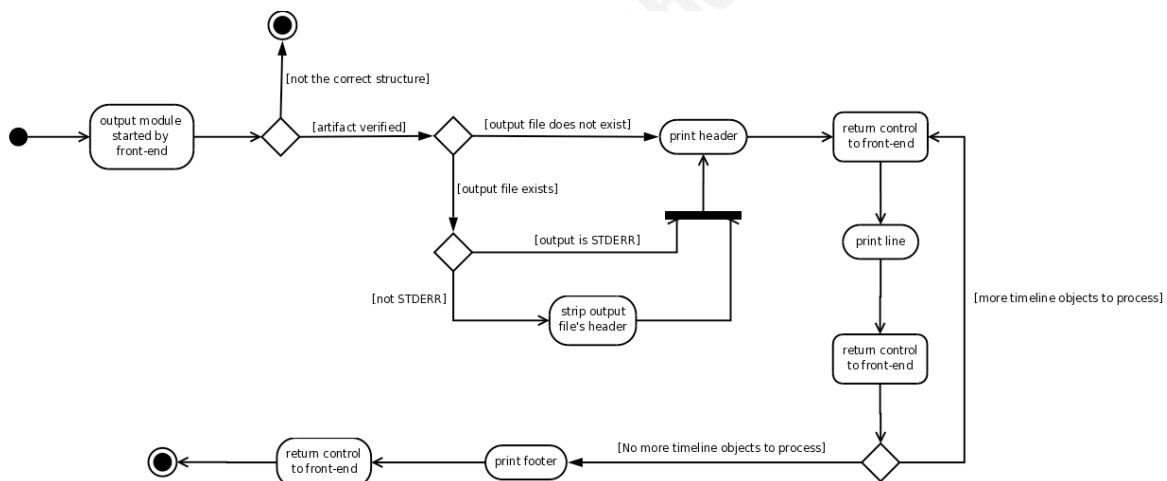 [not the correct structure]
output module
started by
front-end
[artifact verified]
[output file does not exist]
print header
return control
to front-end
[output file exists]
[output is STDERR]
print line
[not STDERR]
strip output
file's header
[more timeline objects to process]
return control
to front-end
[No more timeline objects to process]
print footer
return control
to front-end